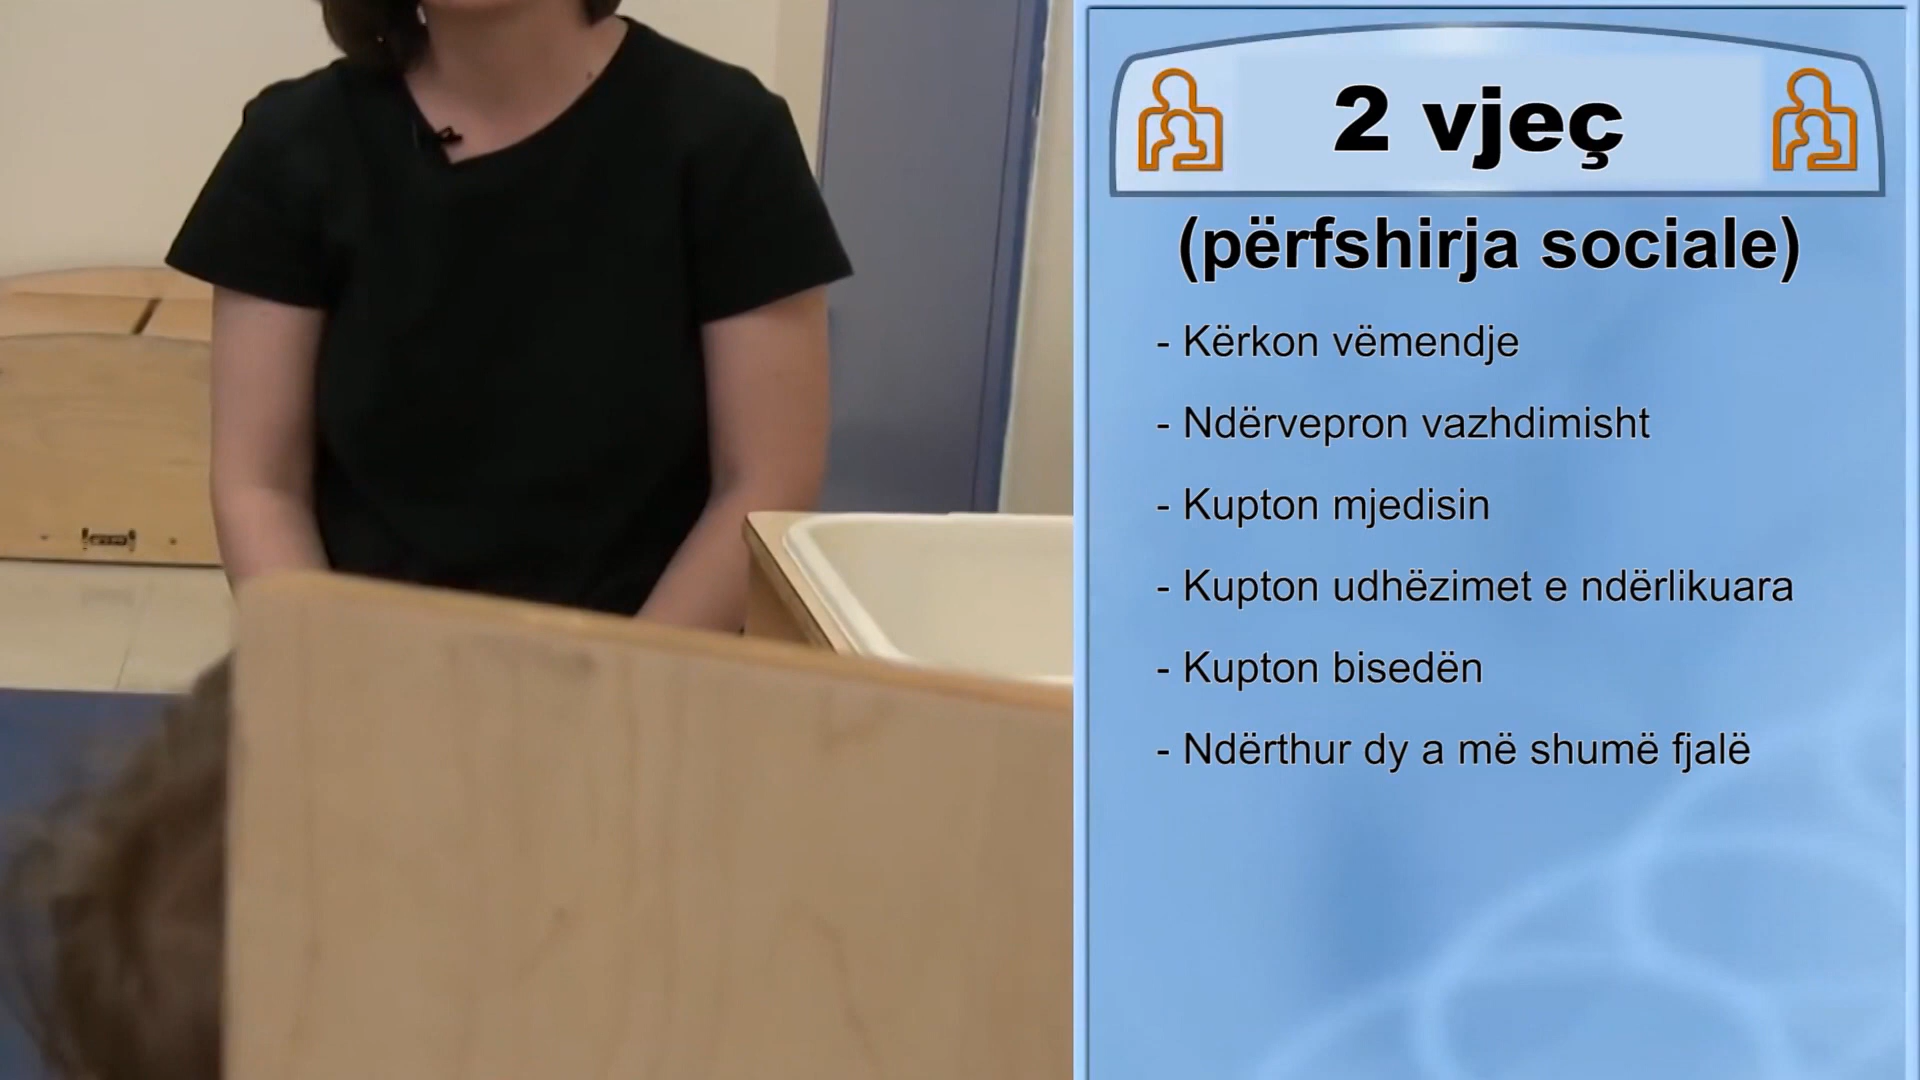 2 vjeç
(përfshirja sociale)
- Kërkon vëmendje
- Ndërvepron vazhdimisht
- Kupton mjedisin
- Kupton udhëzimet e ndërlikuara
- Kupton bisedën
- Ndërthur dy a më shumë fjalë